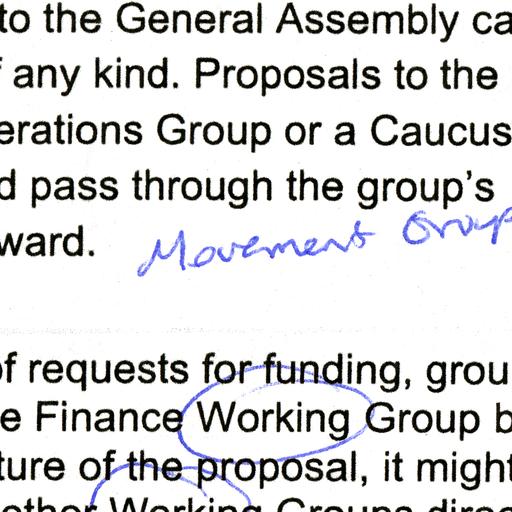 to the General Assembly ca
f any kind. Proposals to the
erations Group or a Caucus
d pass through the group's
ward. Movement Group
of requests for funding, grou
e Finance Working Group b
ture of the proposal, it might
other Working Groups direc